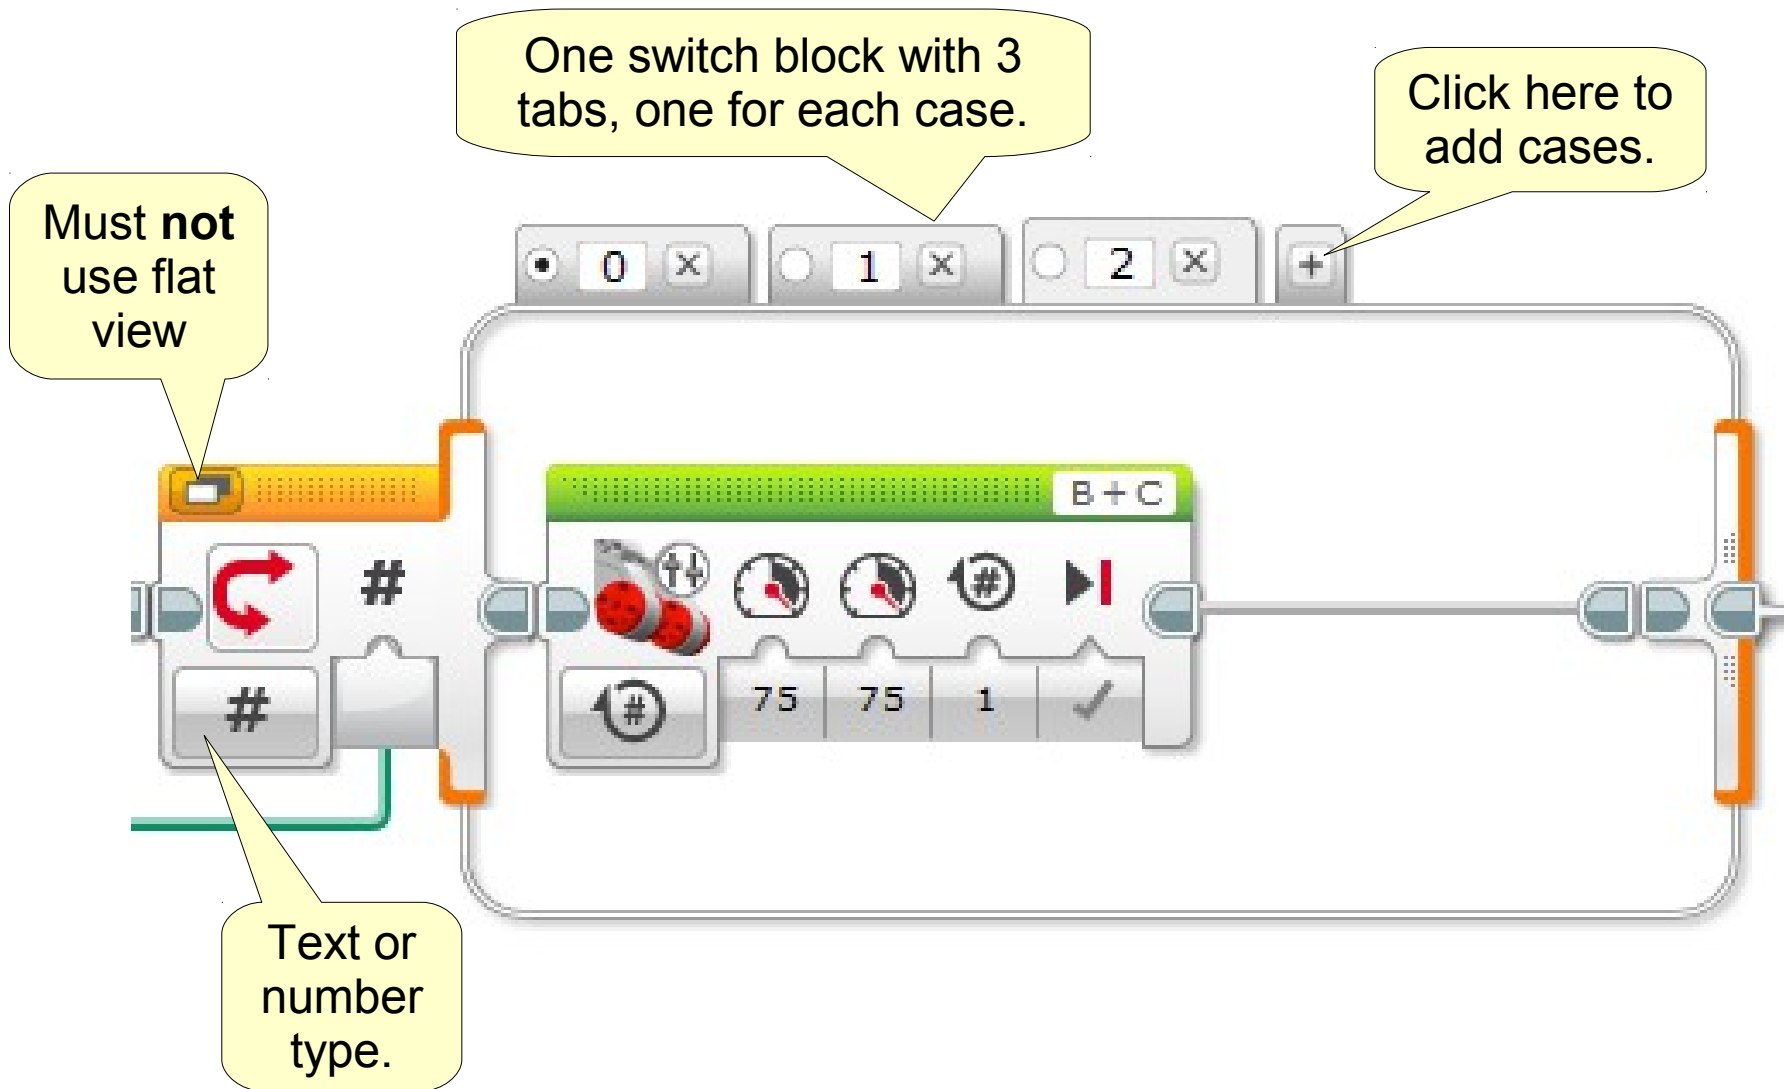 One switch block with 3
tabs, one for each case.
Click here to
add cases.
Must not
use flat
view
0
1
2
+
B + C
#
#
#
#
75
75
1
Text or
number
type.